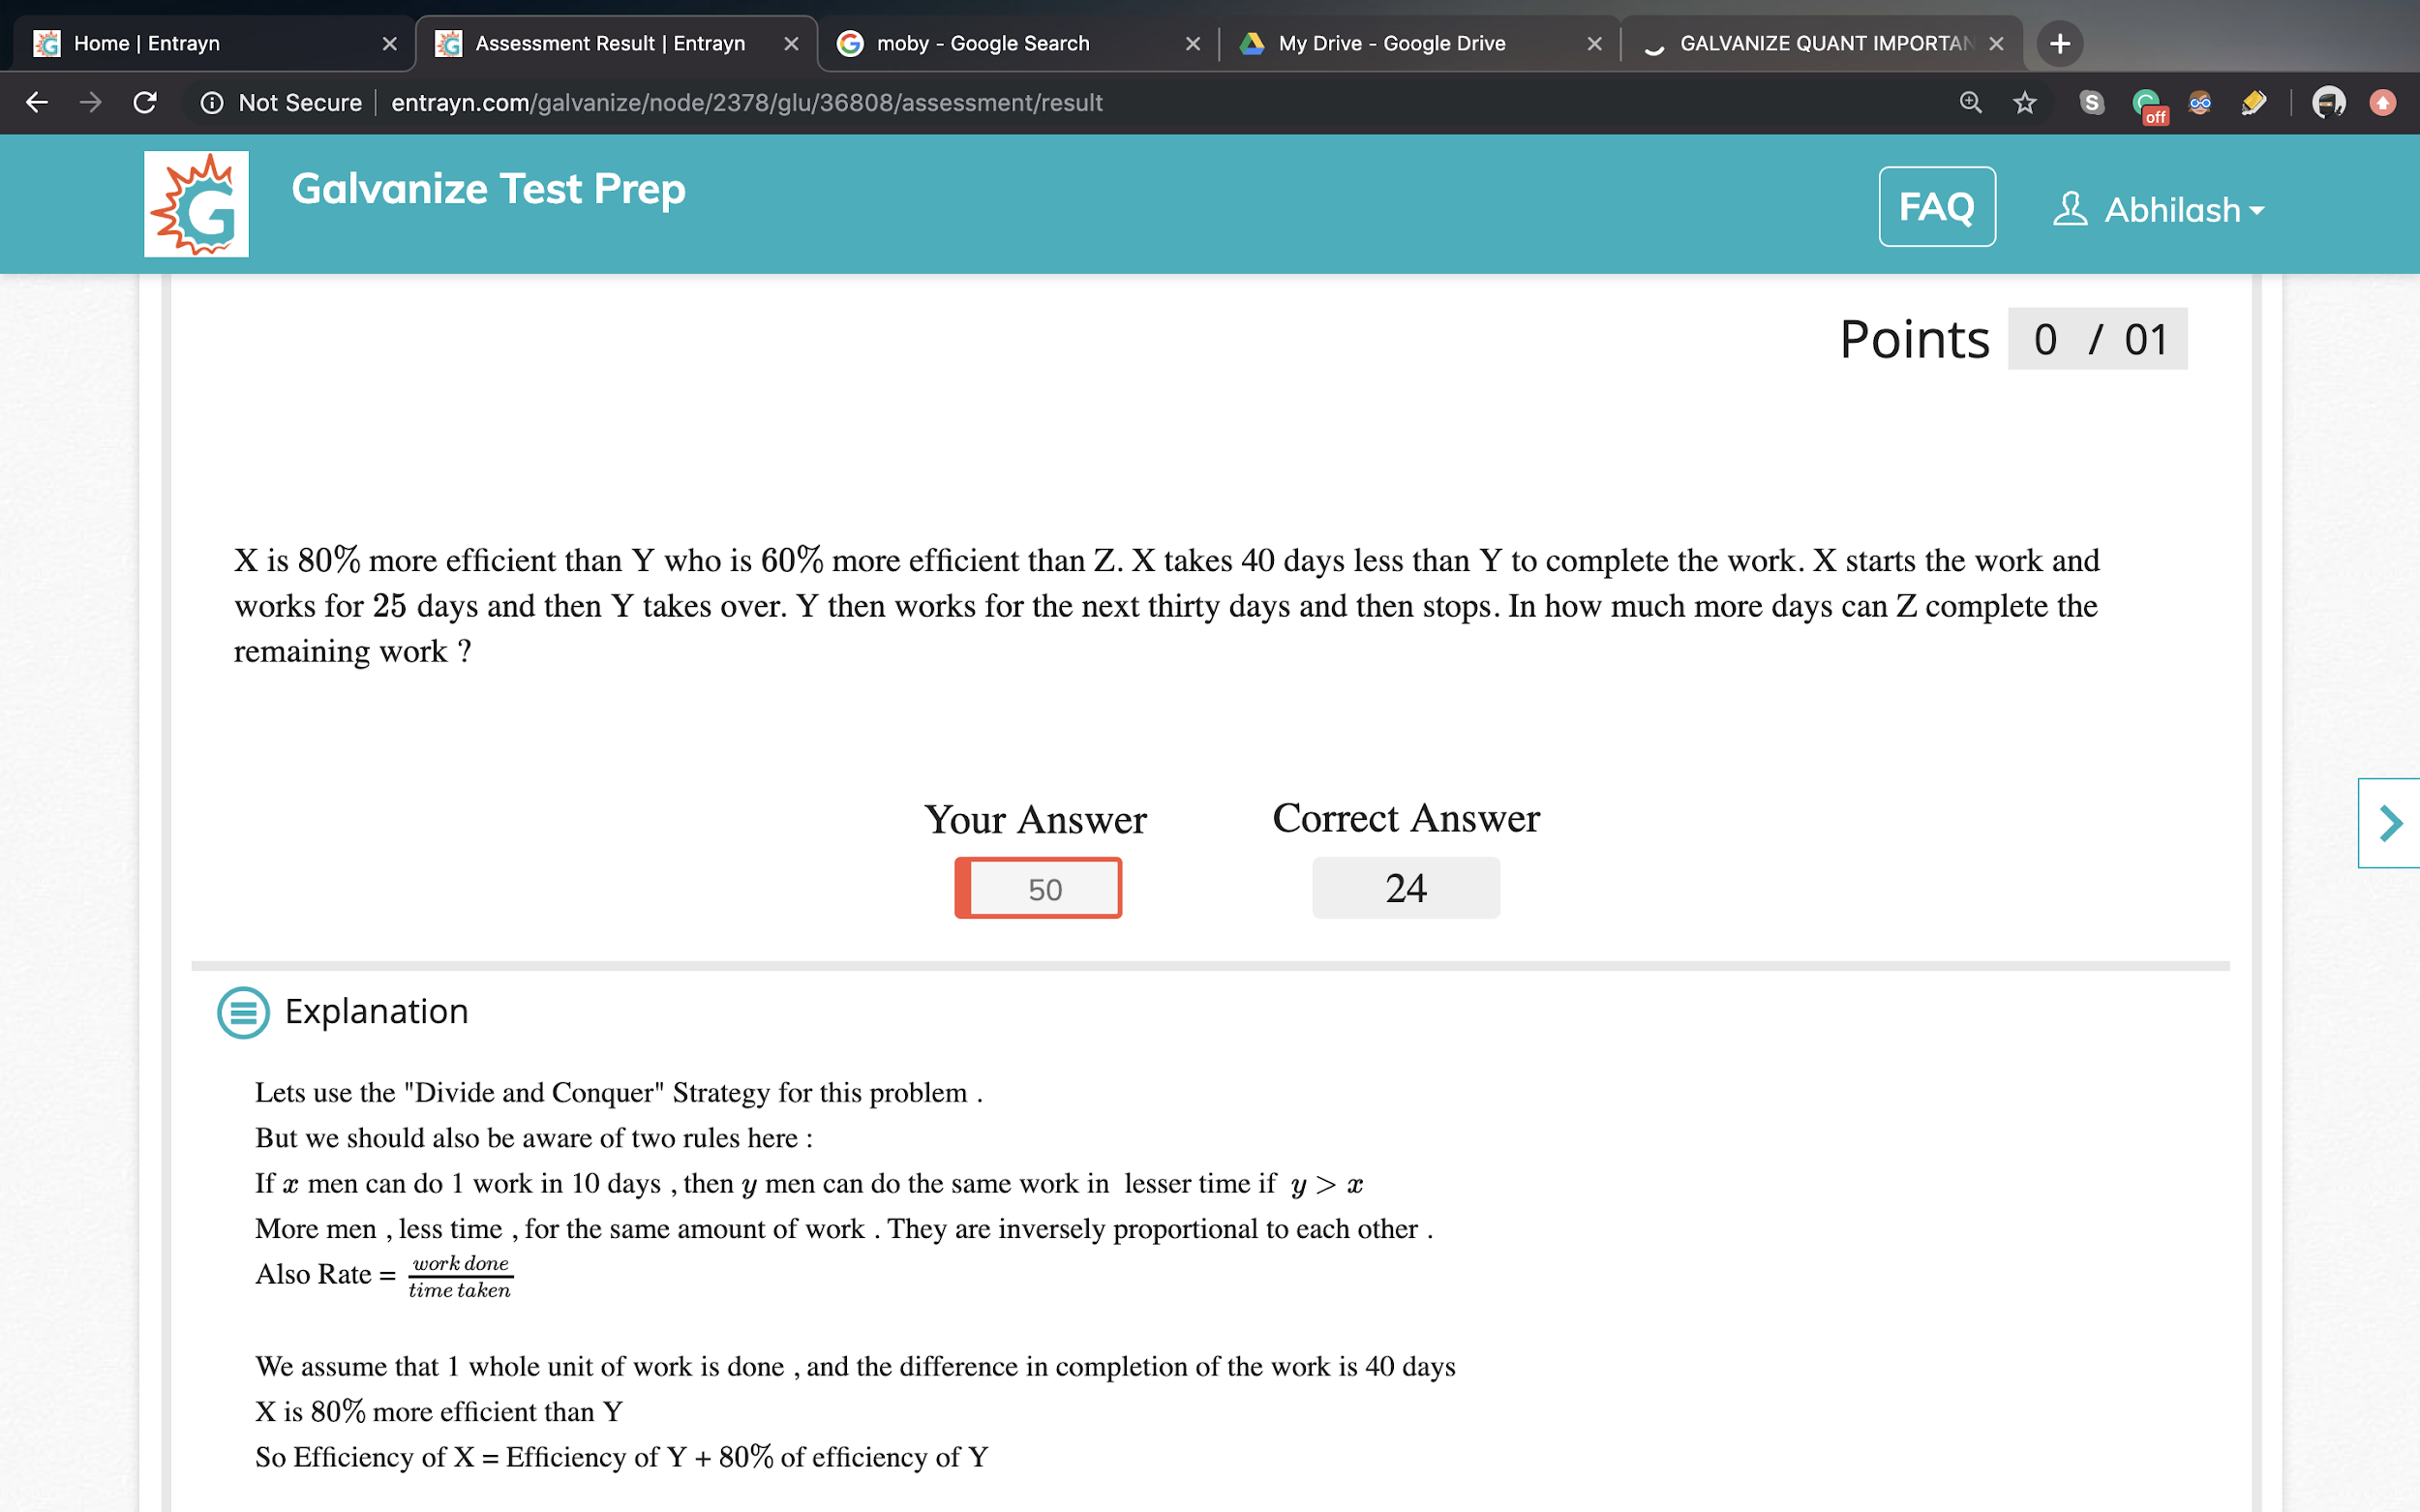 Home | Entrayn
Assessment Result | Entrayn
moby - Google Search
My Drive - Google Drive
GALVANIZE QUANT IMPORTAN
Not Secure
entrayn.com/galvanize/node/2378/glu/36808/assessment/result
S
off
G
Galvanize Test Prep
FAQ
Abhilash
Points 0 / 01
X is 80% more efficient than Y who is 60% more efficient than Z. X takes 40 days less than Y to complete the work. X starts the work and
works for 25 days and then Y takes over. Y then works for the next thirty days and then stops. In how much more days can Z complete the
remaining work ?
Your Answer
Correct Answer
50
24
Explanation
Lets use the "Divide and Conquer" Strategy for this problem .
But we should also be aware of two rules here :
If x men can do 1 work in 10 days , then y men can do the same work in lesser time if y > x
More men , less time , for the same amount of work . They are inversely proportional to each other .
Also Rate = work done / time taken
We assume that 1 whole unit of work is done , and the difference in completion of the work is 40 days
X is 80% more efficient than Y
So Efficiency of X = Efficiency of Y + 80% of efficiency of Y